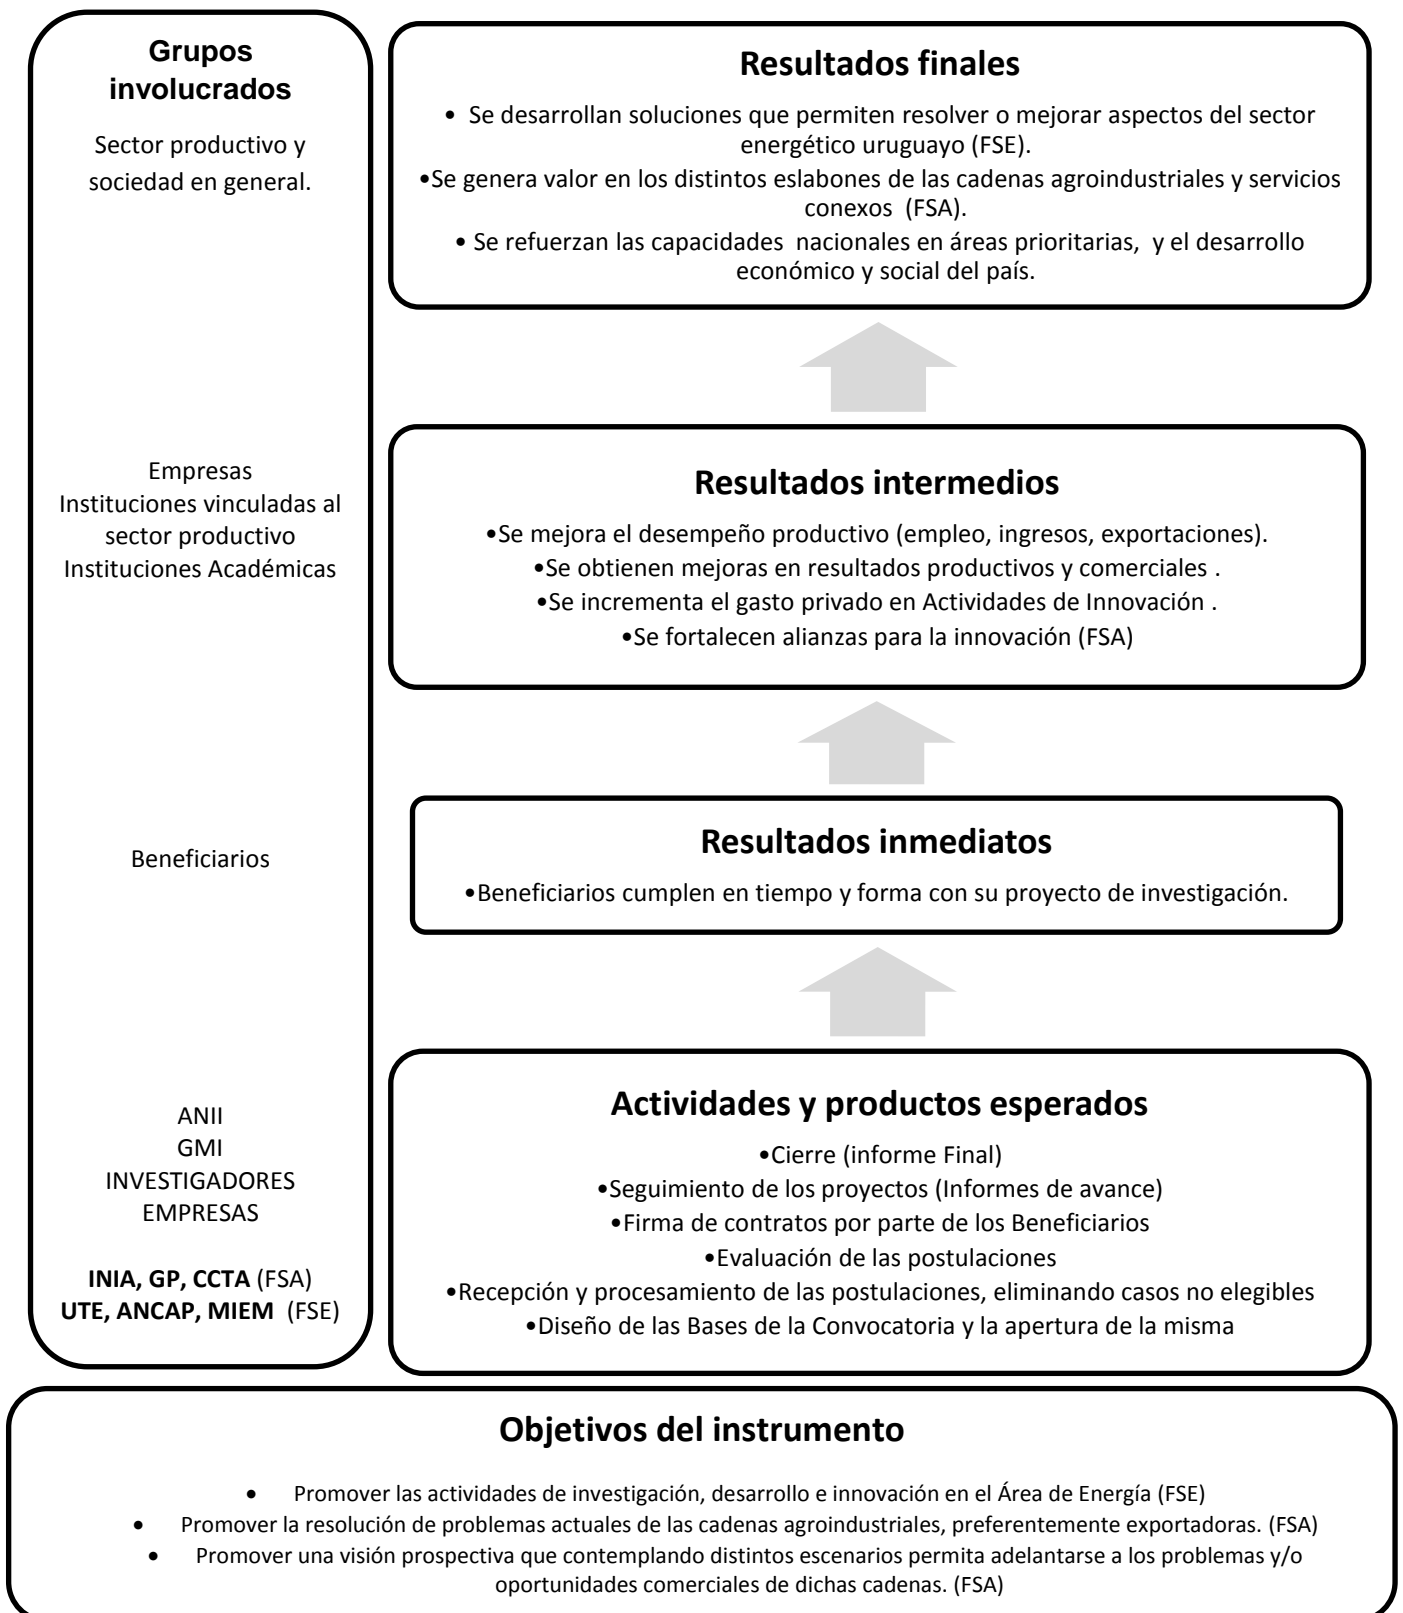 Grupos
involucrados
Sector productivo y
sociedad en general.
Empresas
Instituciones vinculadas al
sector productivo
Instituciones Académicas
Beneficiarios
ANII
GMI
INVESTIGADORES
EMPRESAS
INIA, GP, CCTA (FSA)
UTE, ANCAP, MIEM (FSE)
Resultados finales
• Se desarrollan soluciones que permiten resolver o mejorar aspectos del sector
energético uruguayo (FSE).
•Se genera valor en los distintos eslabones de las cadenas agroindustriales y servicios
conexos (FSA).
• Se refuerzan las capacidades nacionales en áreas prioritarias, y el desarrollo
económico y social del país.
Resultados intermedios
•Se mejora el desempeño productivo (empleo, ingresos, exportaciones).
•Se obtienen mejoras en resultados productivos y comerciales .
•Se incrementa el gasto privado en Actividades de Innovación .
•Se fortalecen alianzas para la innovación (FSA)
Resultados inmediatos
•Beneficiarios cumplen en tiempo y forma con su proyecto de investigación.
Actividades y productos esperados
•Cierre (informe Final)
•Seguimiento de los proyectos (Informes de avance)
•Firma de contratos por parte de los Beneficiarios
•Evaluación de las postulaciones
•Recepción y procesamiento de las postulaciones, eliminando casos no elegibles
•Diseño de las Bases de la Convocatoria y la apertura de la misma
Objetivos del instrumento
• Promover las actividades de investigación, desarrollo e innovación en el Área de Energía (FSE)
• Promover la resolución de problemas actuales de las cadenas agroindustriales, preferentemente exportadoras. (FSA)
• Promover una visión prospectiva que contemplando distintos escenarios permita adelantarse a los problemas y/o
oportunidades comerciales de dichas cadenas. (FSA)